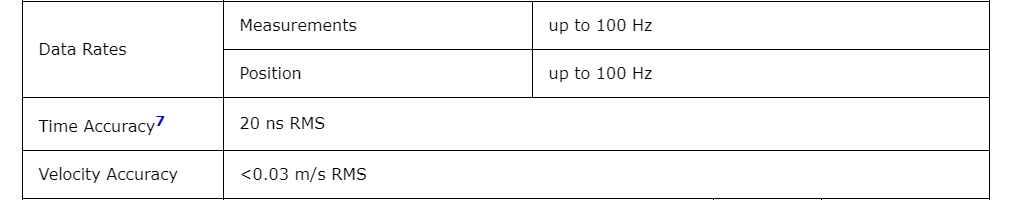 Data Rates
Measurements
up to 100 Hz
Position
up to 100 Hz
Time Accuracy7
20 ns RMS
Velocity Accuracy
<0.03 m/s RMS